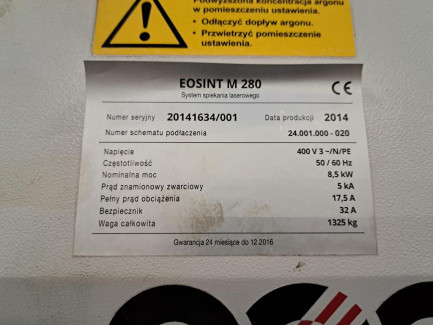 Podwyższona koncentracja argonu
w pomieszczeniu ustawienia.
• Odłączyć dopływ argonu.
• Przewietrzyć pomieszczenie
ustawienia.
EOSINT M 280
System spiekania laserowego
CE
Numer seryjny 20141634/001 Data produkcji 2014
Numer schematu podłączenia 24.001.000 - 020
Napięcie 400 V 3 ~/N/PE
Częstotliwość 50 / 60 Hz
Nominalna moc 8,5 kW
Prąd znamionowy zwarciowy 5 kA
Pełny prąd obciążenia 17,5 A
Bezpiecznik 32 A
Waga całkowita 1325 kg
Gwarancja 24 miesiące do 12.2016